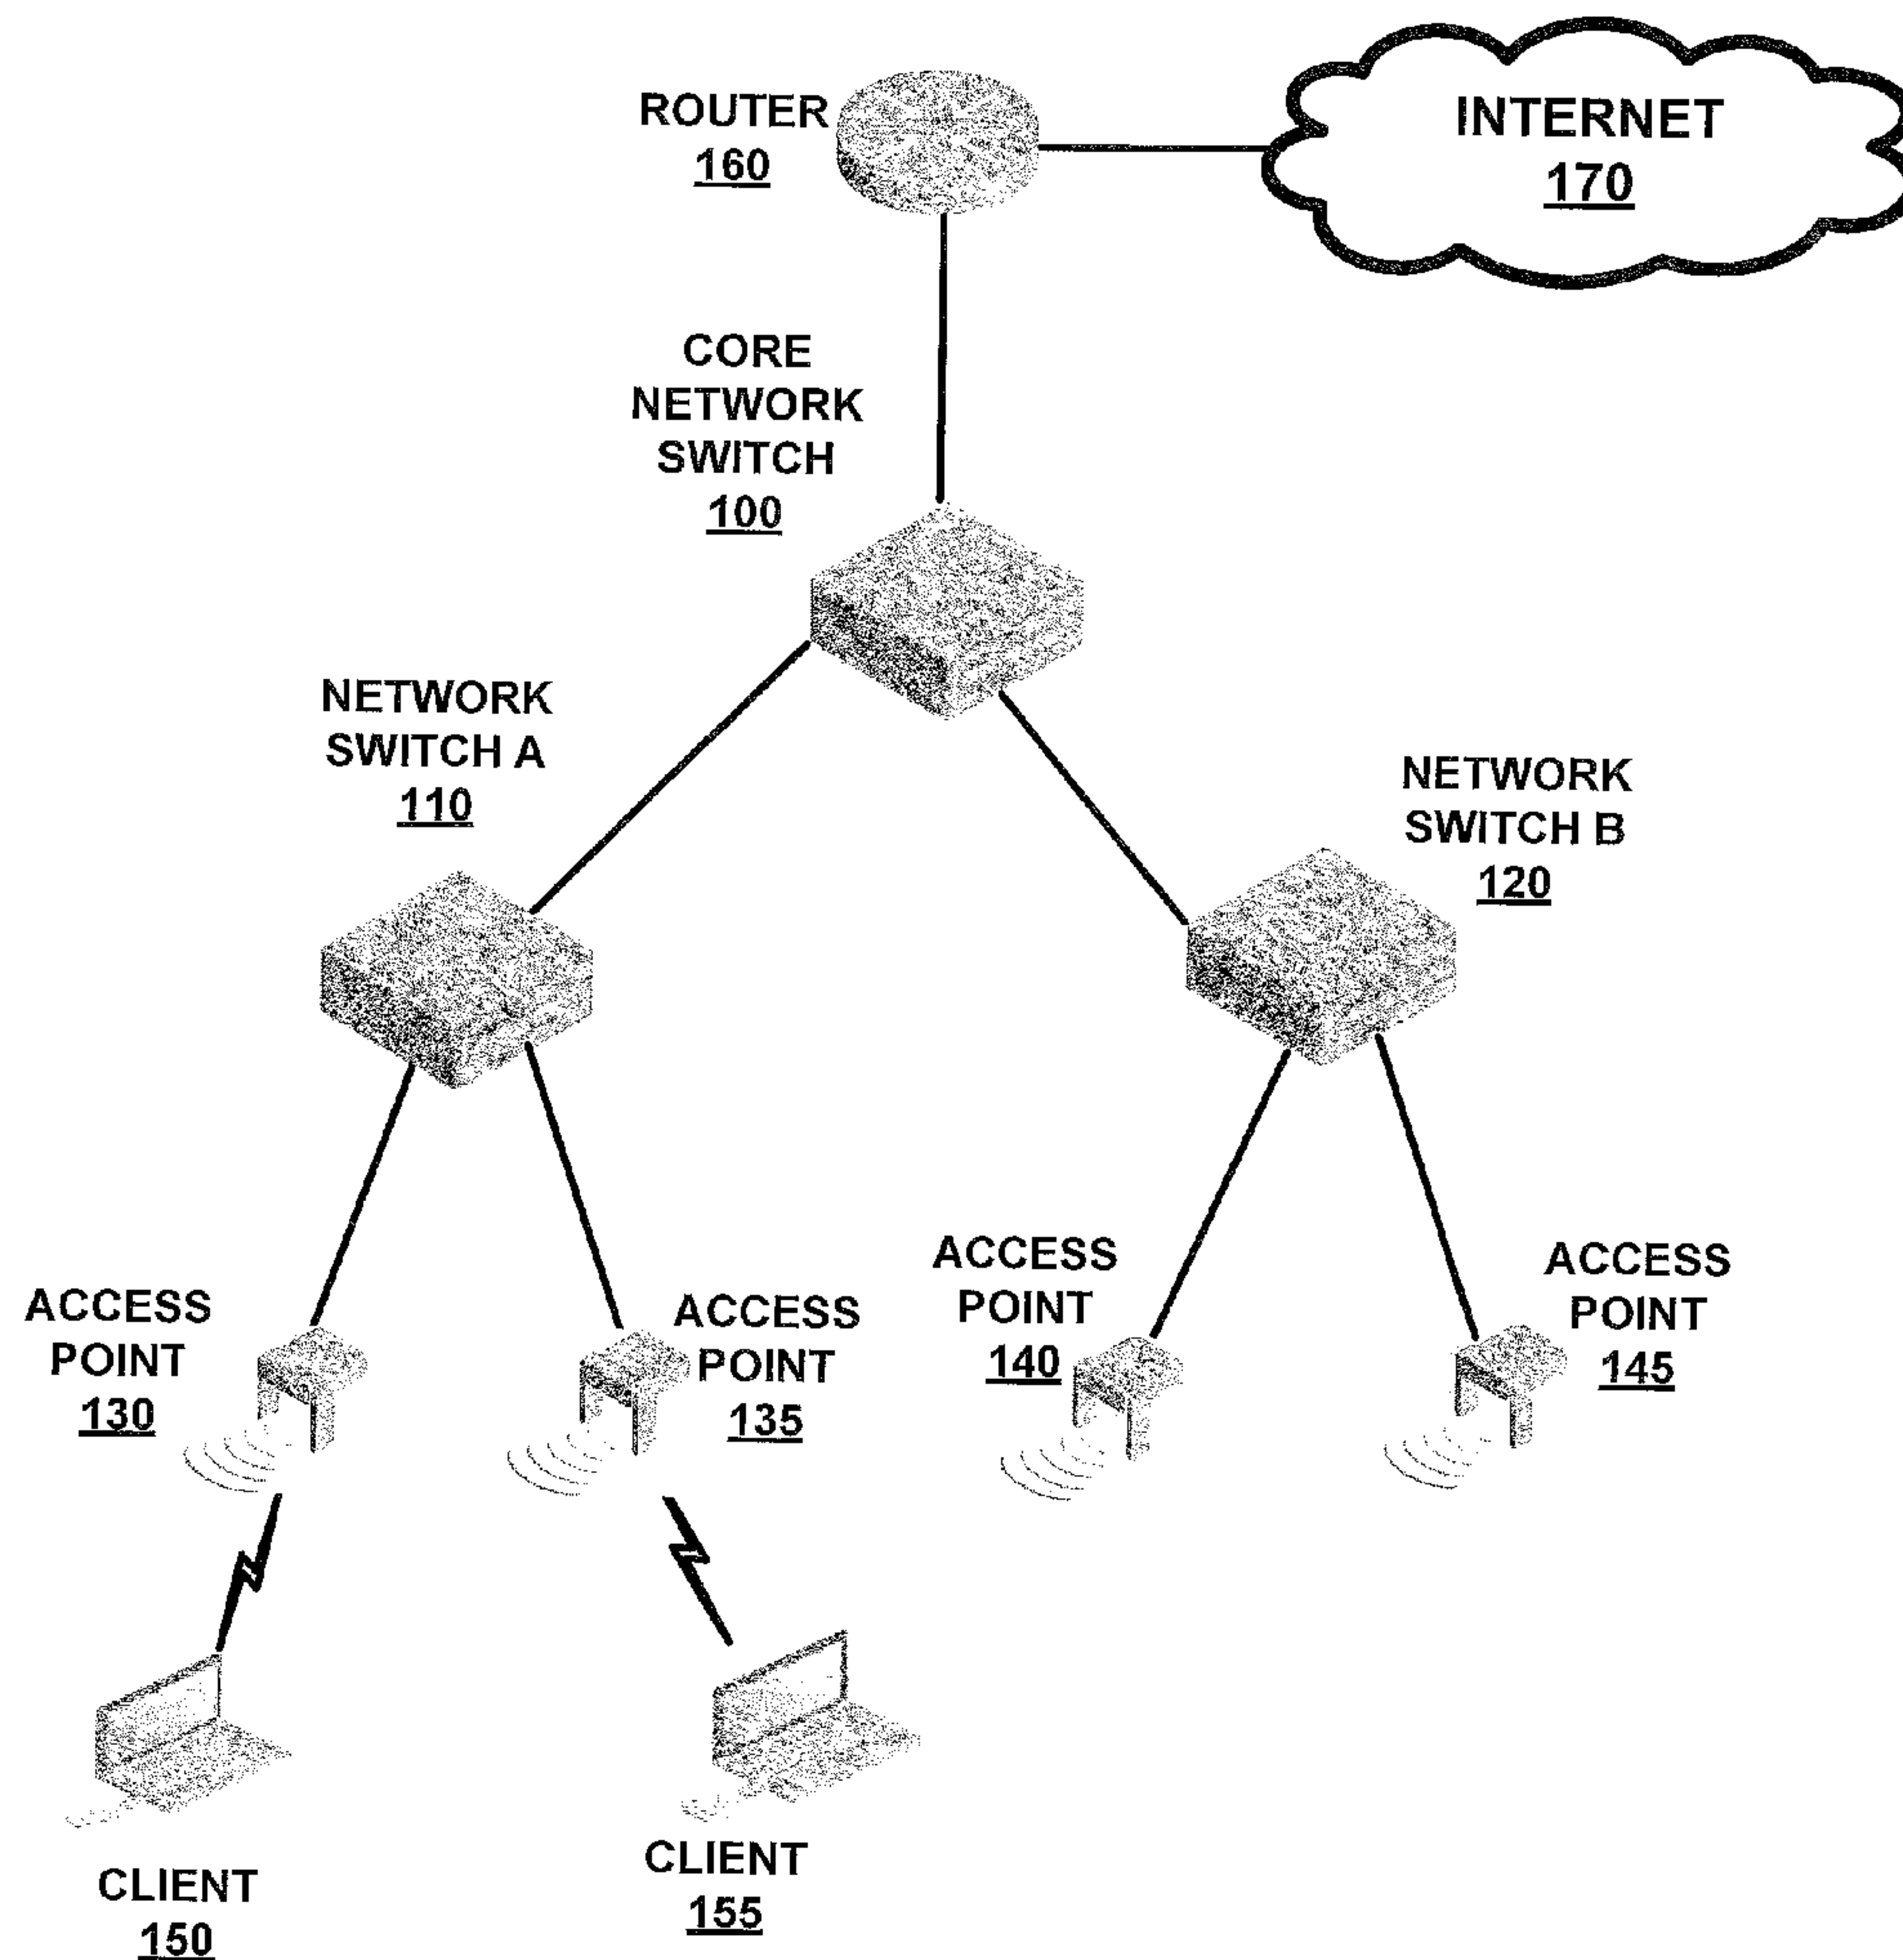 ROUTER
160
INTERNET
170
CORE
NETWORK
SWITCH
100
NETWORK
SWITCH A
110
NETWORK
SWITCH B
120
ACCESS
POINT
130
ACCESS
POINT
135
ACCESS
POINT
140
ACCESS
POINT
145
CLIENT
150
CLIENT
155